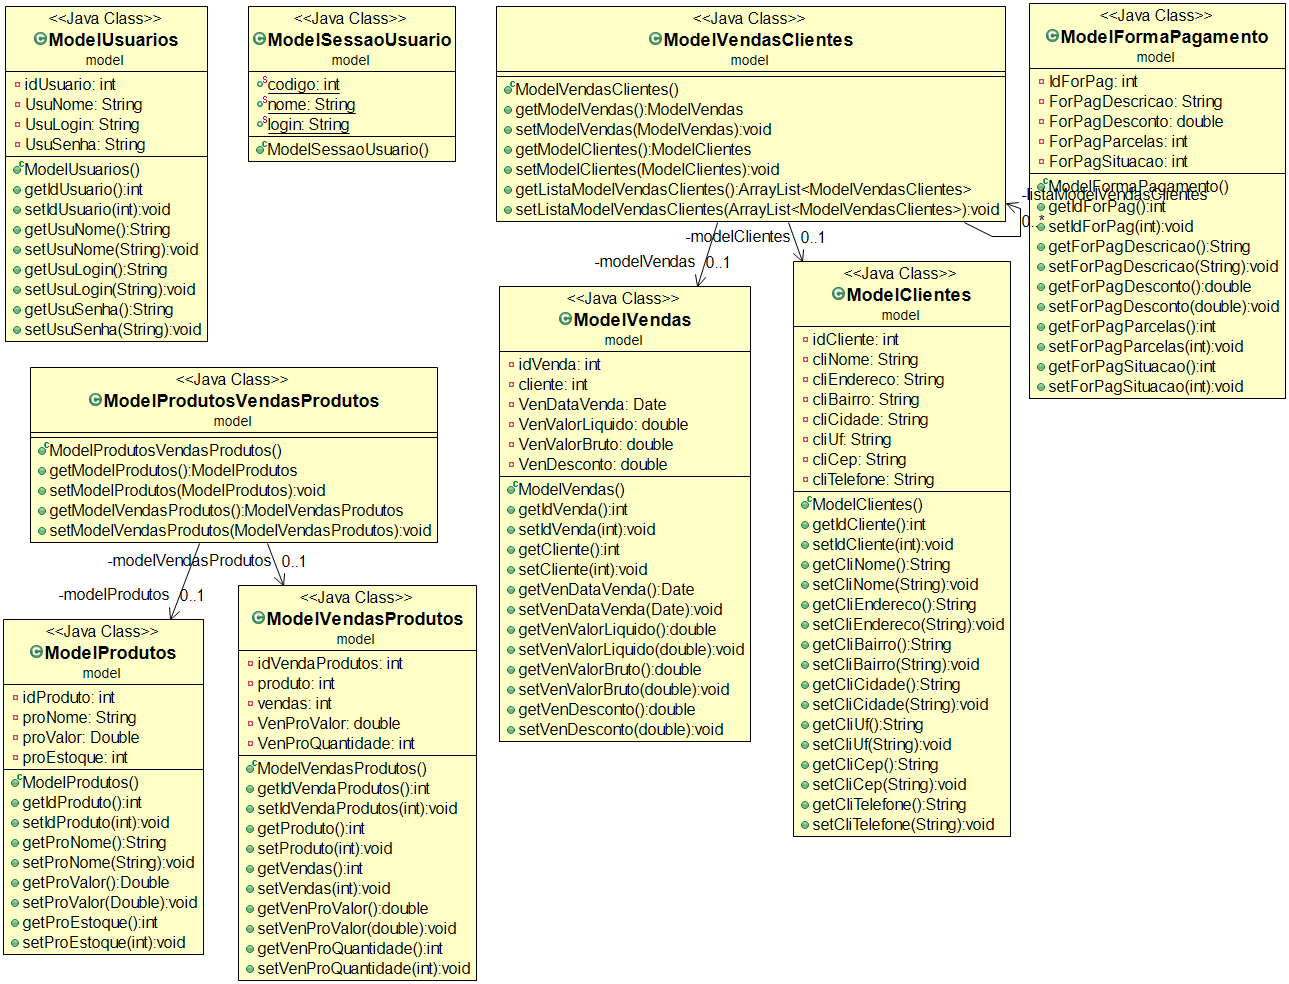 <<Java Class>>
ModelUsuarios
model
idUsuario: int
UsuNome: String
UsuLogin: String
UsuSenha: String
ModelUsuarios()
getIdUsuario():int
setIdUsuario(int):void
getUsuNome():String
setUsuNome(String):void
getUsuLogin():String
setUsuLogin(String):void
getUsuSenha():String
setUsuSenha(String):void
<<Java Class>>
ModelSessaoUsuario
model
codigo: int
nome: String
login: String
ModelSessaoUsuario()
<<Java Class>>
ModelVendasClientes
model
ModelVendasClientes()
getModelVendas():ModelVendas
setModelVendas(ModelVendas):void
getModelClientes():ModelClientes
setModelClientes(ModelClientes):void
getListaModelVendasClientes():ArrayList<ModelVendasClientes>
setListaModelVendasClientes(ArrayList<ModelVendasClientes>):void
-listaModelVendasClientes
0..*
-modelClientes
0..1
-modelVendas
0..1
<<Java Class>>
ModelFormaPagamento
model
IdForPag: int
ForPagDescricao: String
ForPagDesconto: double
ForPagParcelas: int
ForPagSituacao: int
ModelFormaPagamento()
getIdForPag():int
setIdForPag(int):void
getForPagDescricao():String
setForPagDescricao(String):void
getForPagDesconto():double
setForPagDesconto(double):void
getForPagParcelas():int
setForPagParcelas(int):void
getForPagSituacao():int
setForPagSituacao(int):void
<<Java Class>>
ModelProdutosVendasProdutos
model
ModelProdutosVendasProdutos()
getModelProdutos():ModelProdutos
setModelProdutos(ModelProdutos):void
getModelVendasProdutos():ModelVendasProdutos
setModelVendasProdutos(ModelVendasProdutos):void
-modelVendasProdutos
0..1
-modelProdutos
0..1
<<Java Class>>
ModelProdutos
model
idProduto: int
proNome: String
proValor: Double
proEstoque: int
ModelProdutos()
getIdProduto():int
setIdProduto(int):void
getProNome():String
setProNome(String):void
getProValor():Double
setProValor(Double):void
getProEstoque():int
setProEstoque(int):void
<<Java Class>>
ModelVendasProdutos
model
idVendaProdutos: int
produto: int
vendas: int
VenProValor: double
VenProQuantidade: int
ModelVendasProdutos()
getIdVendaProdutos():int
setIdVendaProdutos(int):void
getProduto():int
setProduto(int):void
getVendas():int
setVendas(int):void
getVenProValor():double
setVenProValor(double):void
getVenProQuantidade():int
setVenProQuantidade(int):void
<<Java Class>>
ModelVendas
model
idVenda: int
cliente: int
VenDataVenda: Date
VenValorLiquido: double
VenValorBruto: double
VenDesconto: double
ModelVendas()
getIdVenda():int
setIdVenda(int):void
getCliente():int
setCliente(int):void
getVenDataVenda():Date
setVenDataVenda(Date):void
getVenValorLiquido():double
setVenValorLiquido(double):void
getVenValorBruto():double
setVenValorBruto(double):void
getVenDesconto():double
setVenDesconto(double):void
<<Java Class>>
ModelClientes
model
idCliente: int
cliNome: String
cliEndereco: String
cliBairro: String
cliCidade: String
cliUf: String
cliCep: String
cliTelefone: String
ModelClientes()
getIdCliente():int
setIdCliente(int):void
getCliNome():String
setCliNome(String):void
getCliEndereco():String
setCliEndereco(String):void
getCliBairro():String
setCliBairro(String):void
getCliCidade():String
setCliCidade(String):void
getCliUf():String
setCliUf(String):void
getCliCep():String
setCliCep(String):void
getCliTelefone():String
setCliTelefone(String):void